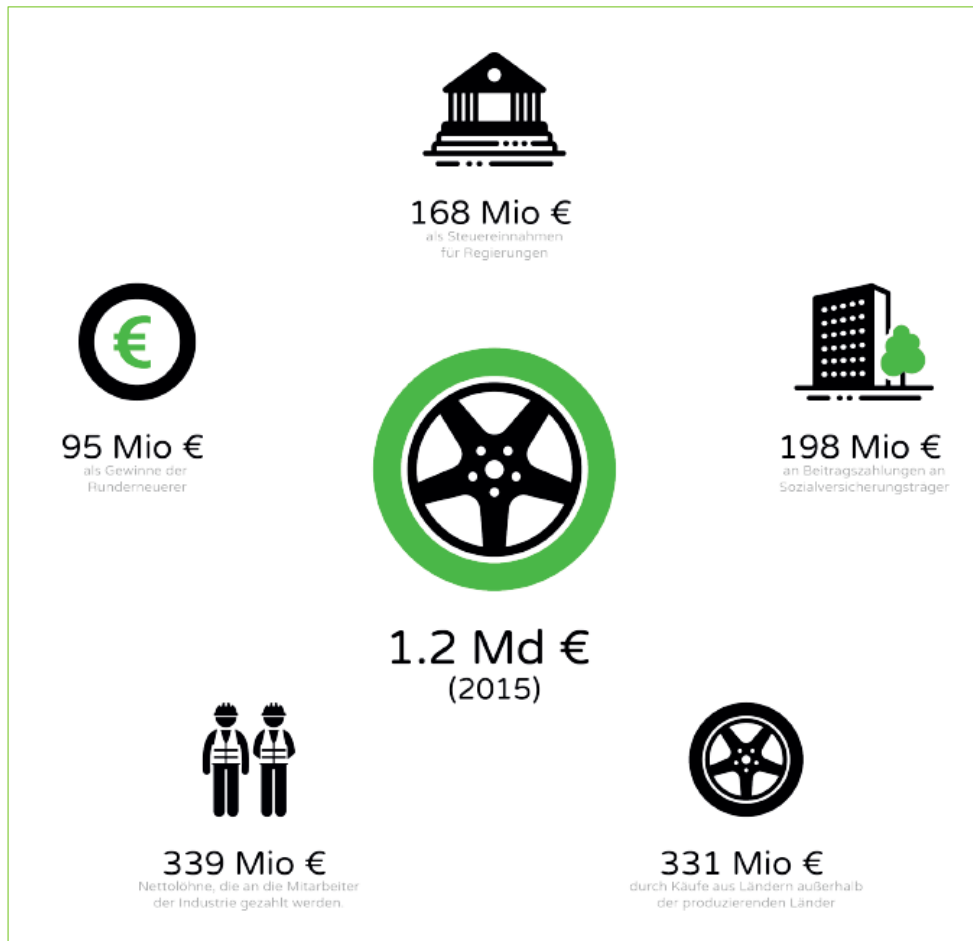 168 Mio €
als Steuereinnahmen
für Regierungen
€
95 Mio €
als Gewinne der
Runderneuerer
198 Mio €
an Beitragszahlungen an
Sozialversicherungsträger
1.2 Md €
(2015)
339 Mio €
Nettolöhne, die an die Mitarbeiter
der Industrie gezahlt werden.
331 Mio €
durch Käufe aus Ländern außerhalb
der produzierenden Länder